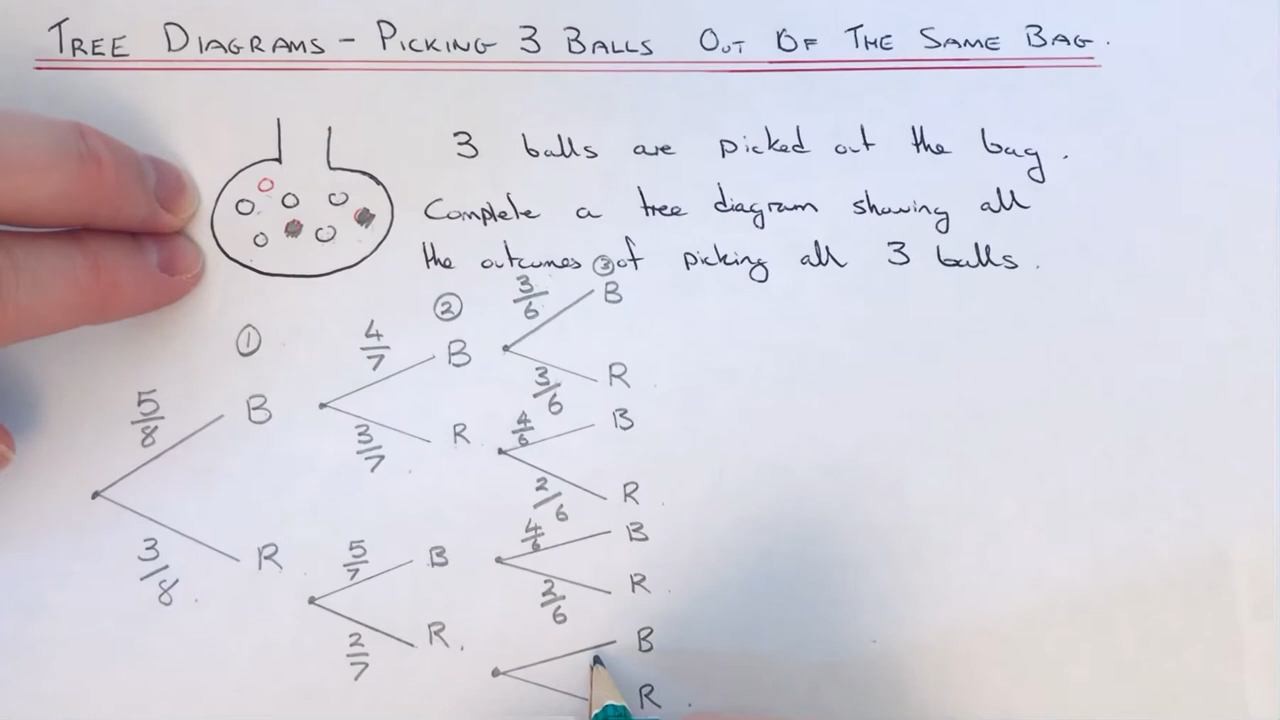 TREE DIAGRAMS - PICKING 3 BALLS OUT OF THE SAME BAG.
3 balls are picked out the bag.
Complete a tree diagram showing all
the outcomes of picking all 3 balls.
① ② ③
5/8 B
3/8 R
4/7 B
3/7 R
5/7 B
2/7 R.
3/6 B
3/6 R
4/6 B
2/6 R
4/6 B
2/6 R
B
R